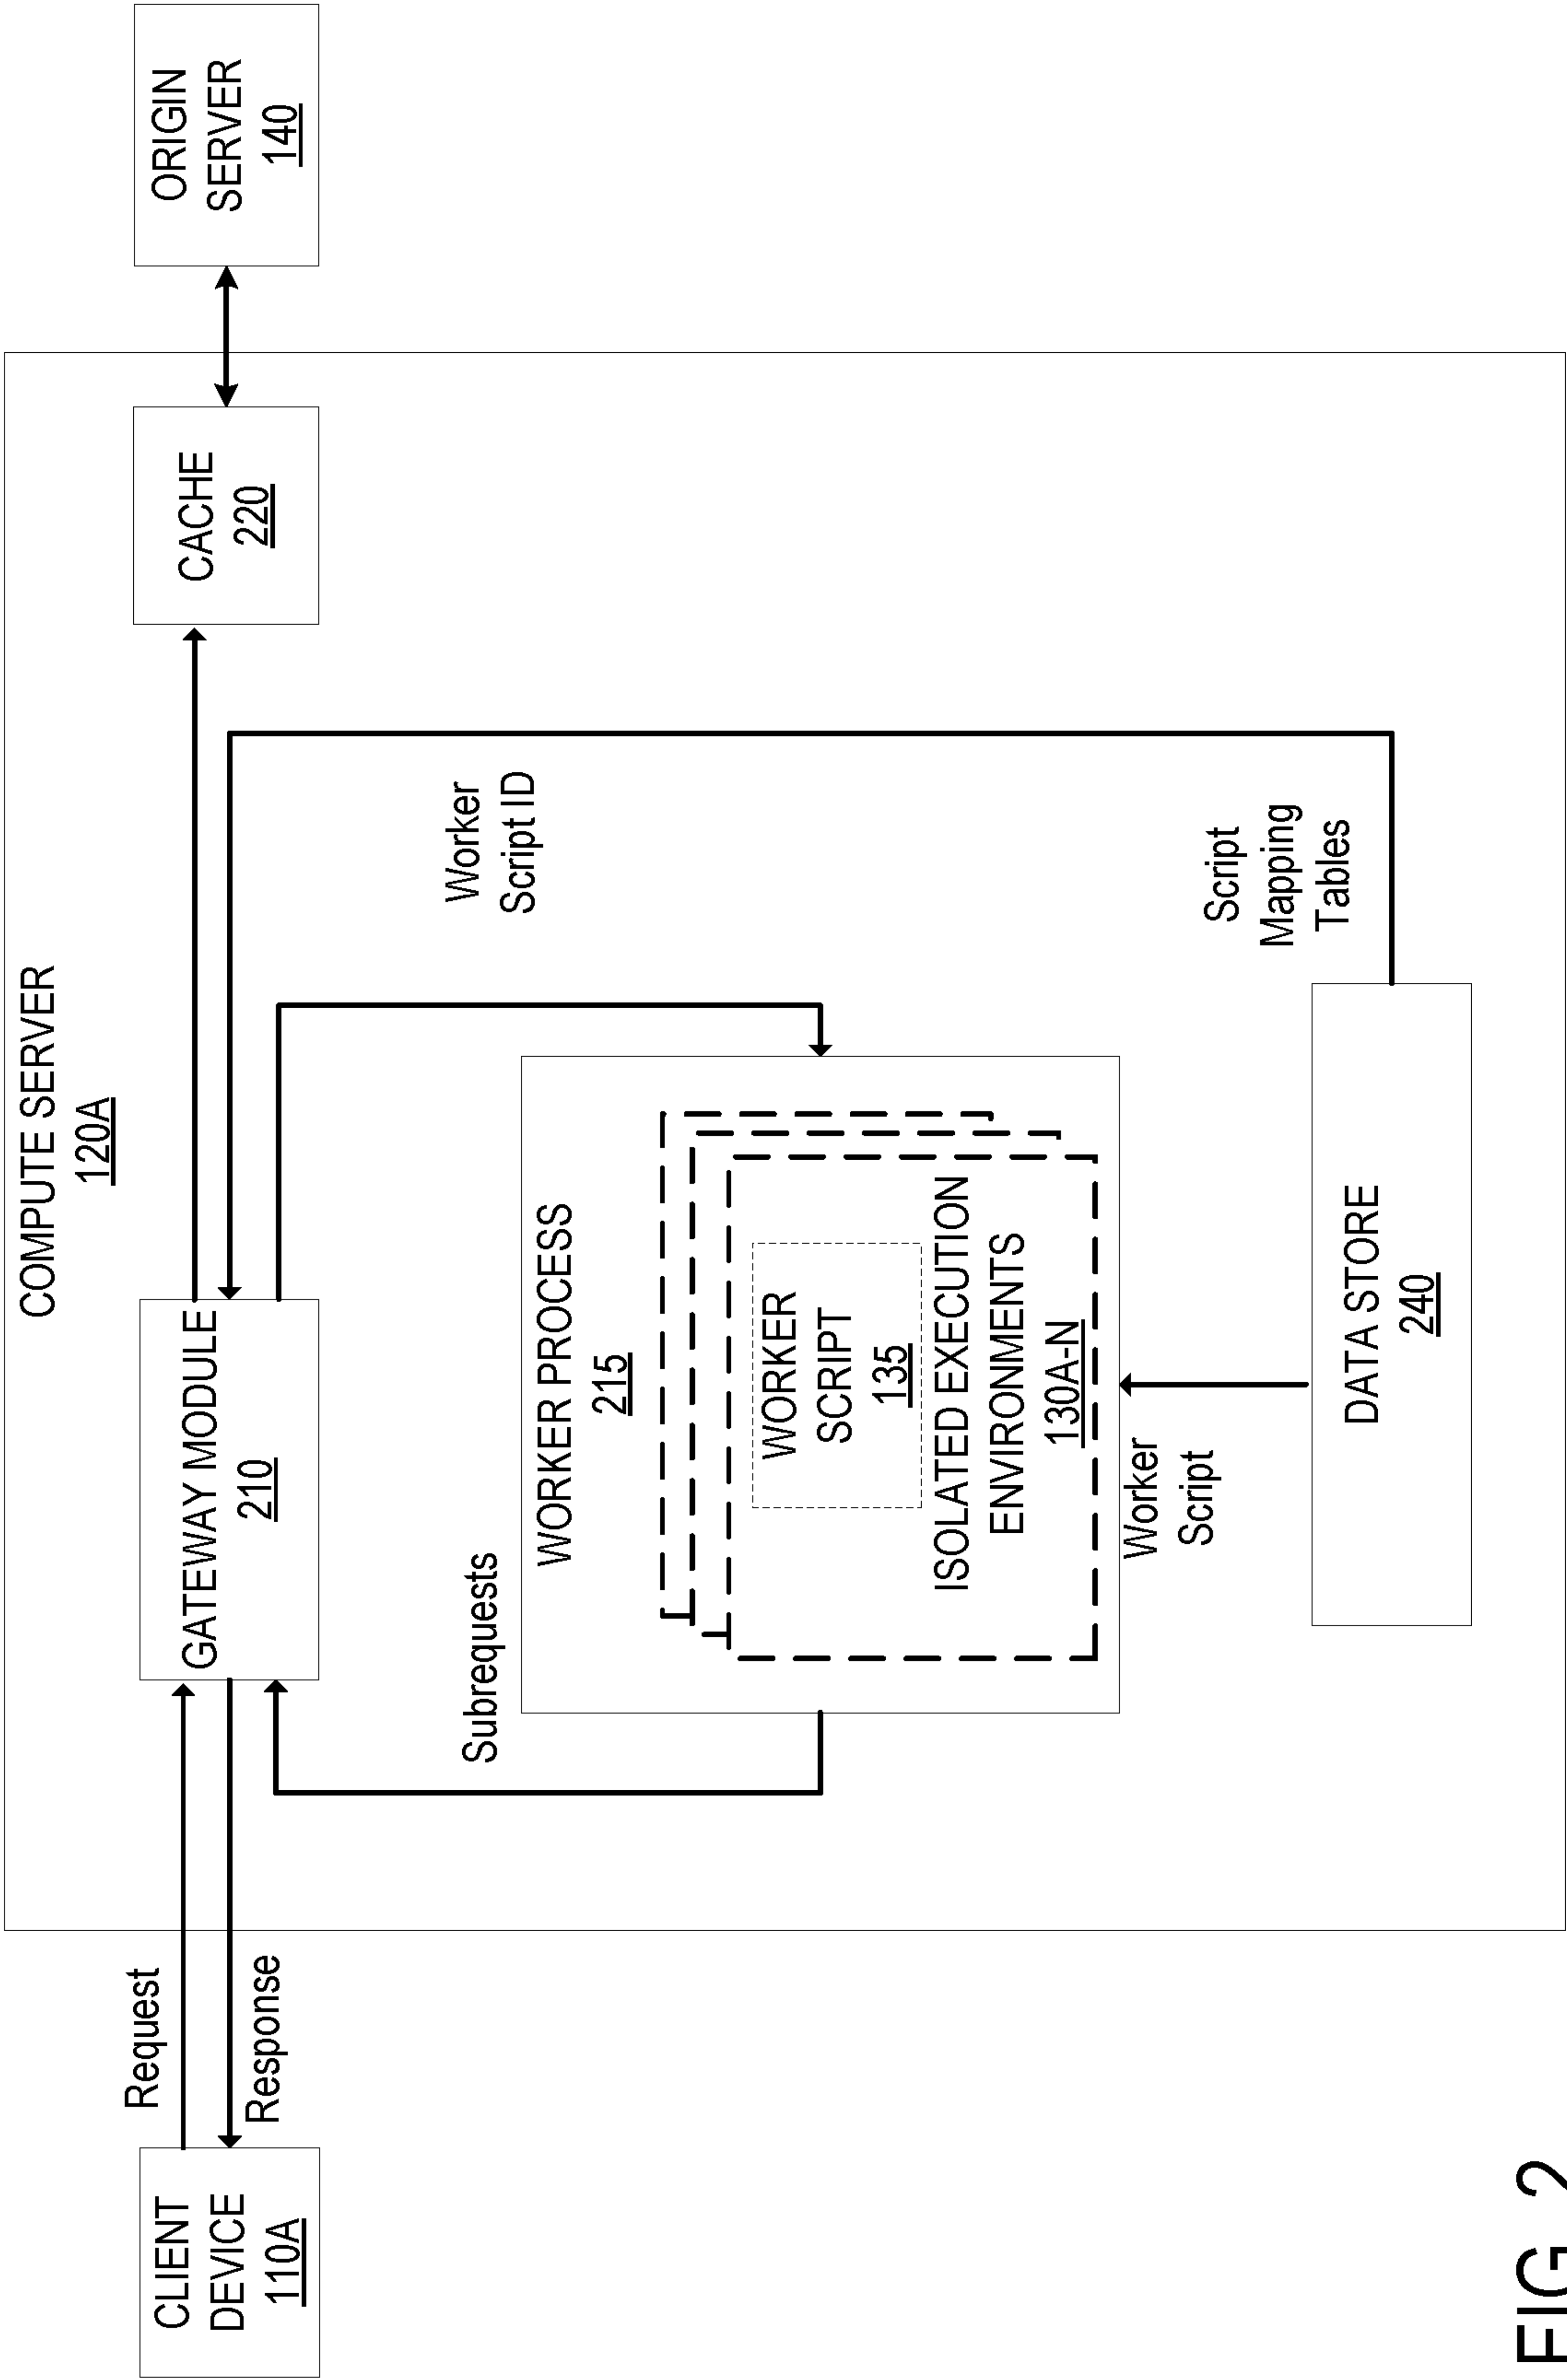 COMPUTE SERVER
120A
CLIENT
DEVICE
110A
Request
Response
GATEWAY MODULE
210
CACHE
220
ORIGIN
SERVER
140
Subrequests
Worker
Script ID
WORKER PROCESS
215
WORKER
SCRIPT
135
ISOLATED EXECUTION
ENVIRONMENTS
130A-N
Worker
Script
Script
Mapping
Tables
DATA STORE
240
FIG. 2